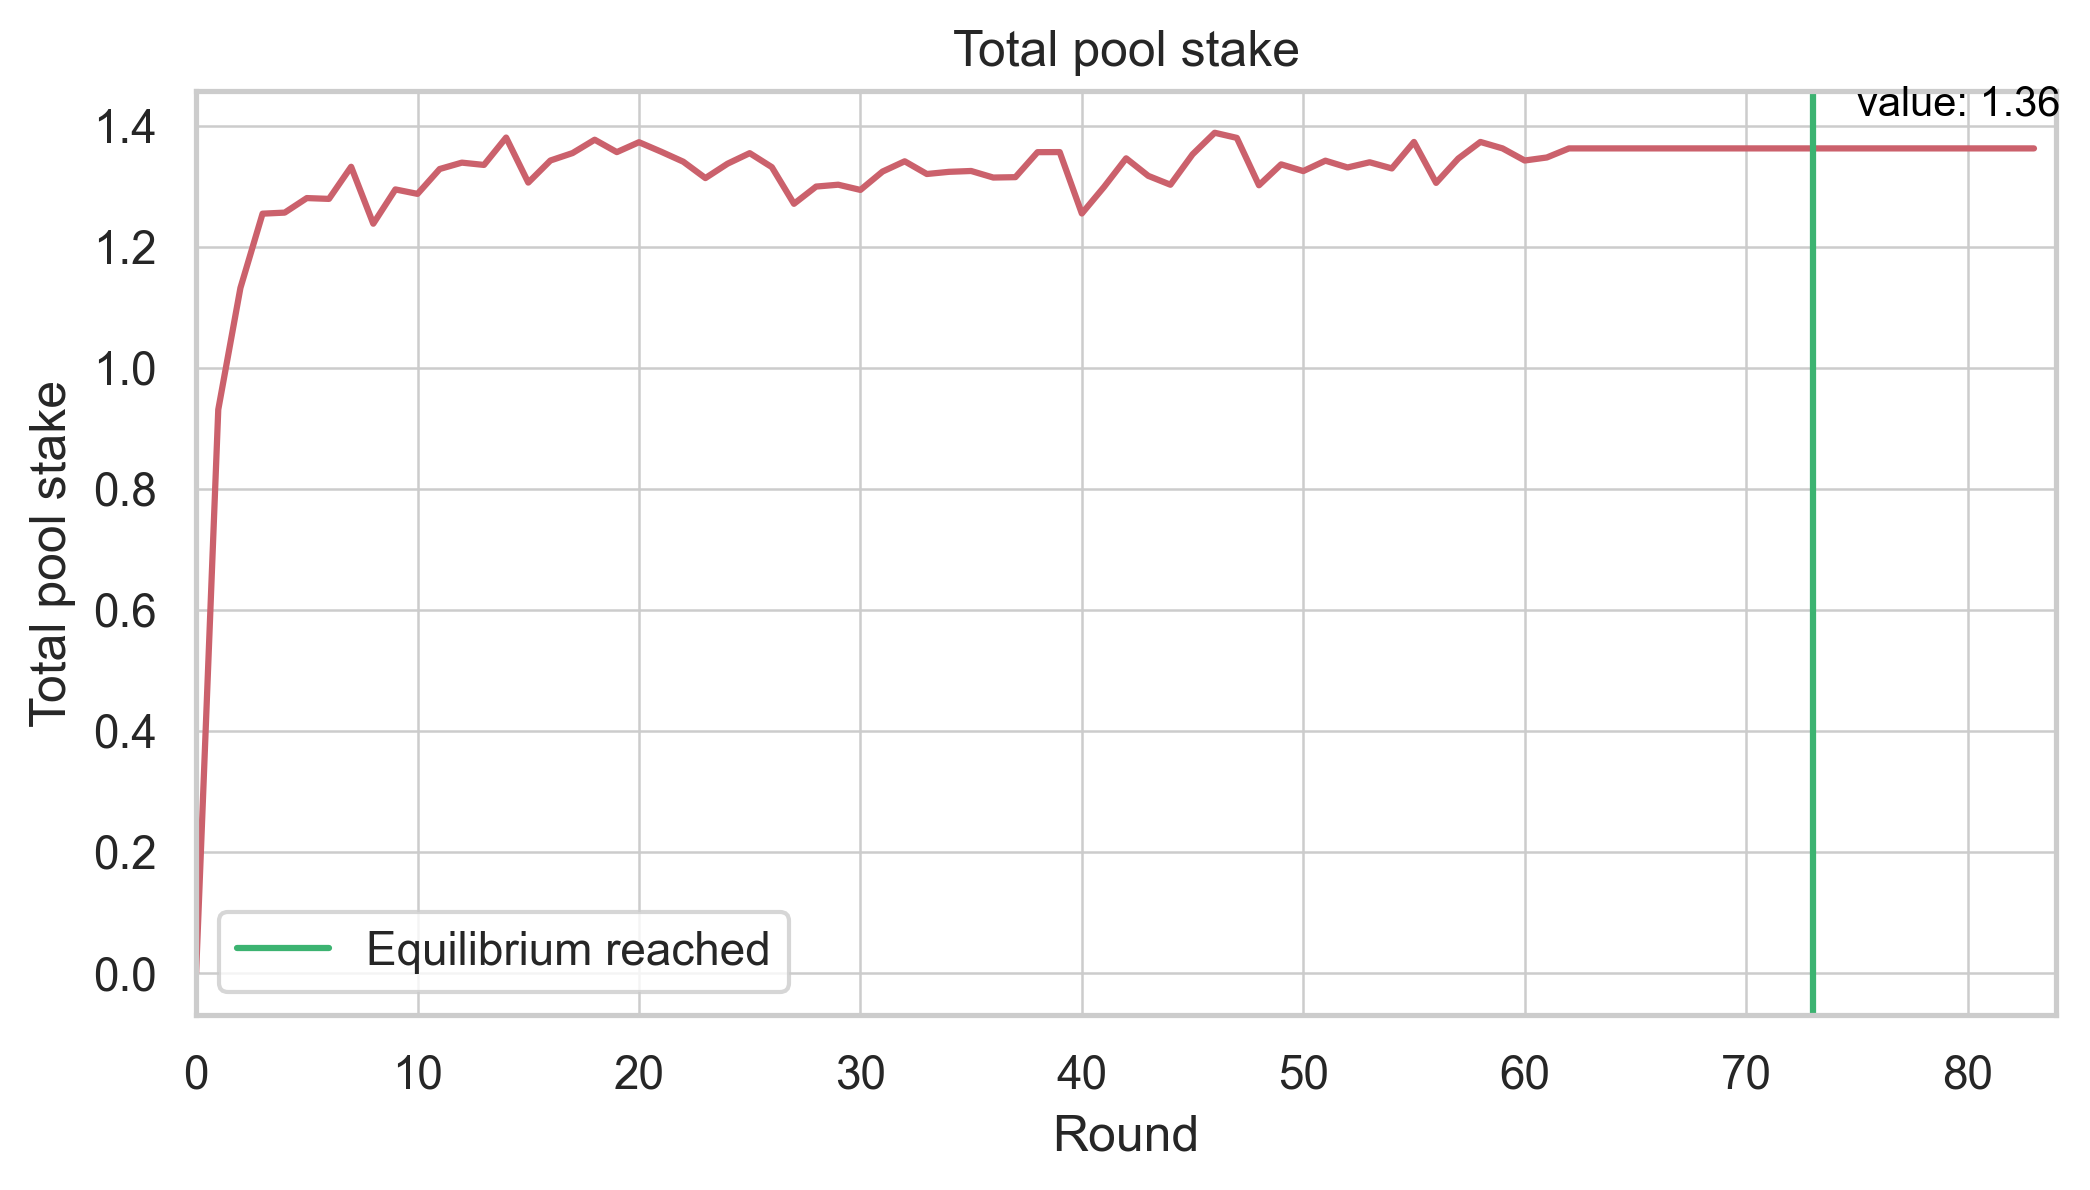 Total pool stake
value: 1.36
Total pool stake
1.4
1.2
1.0
0.8
0.6
0.4
0.2
0.0
Equilibrium reached
0 10 20 30 40 50 60 70 80
Round